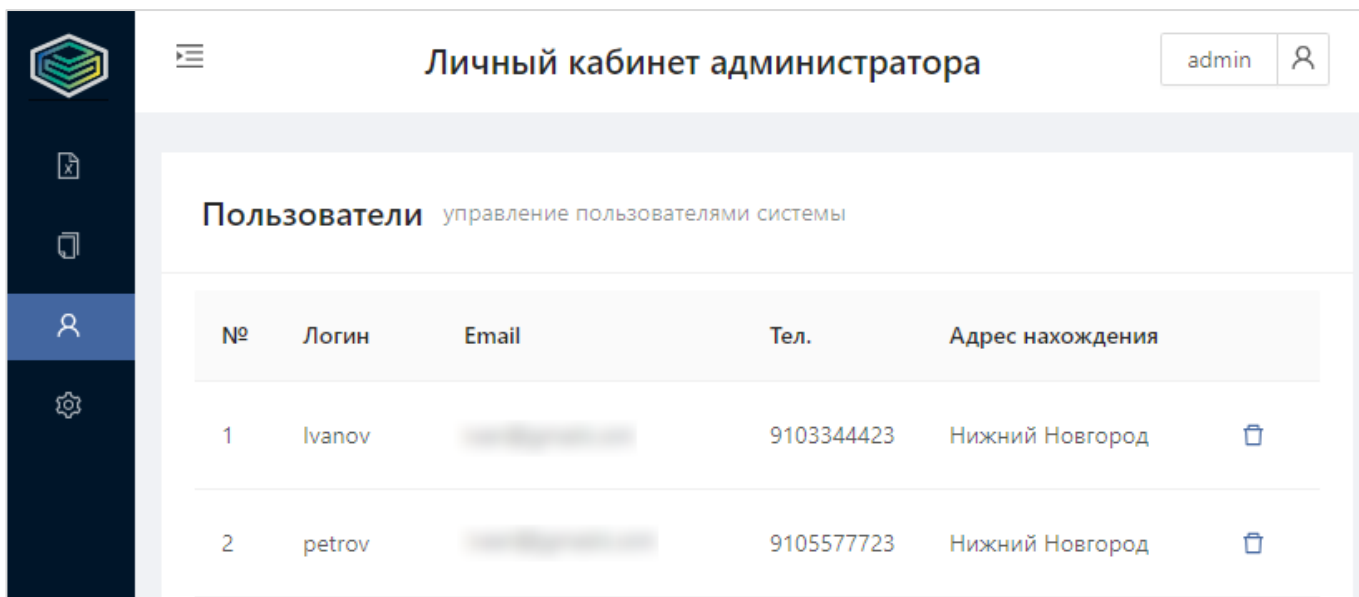 Личный кабинет администратора admin
Пользователи управление пользователями системы
№ Логин Email Тел. Адрес нахождения
1 Ivanov 9103344423 Нижний Новгород
2 petrov 9105577723 Нижний Новгород